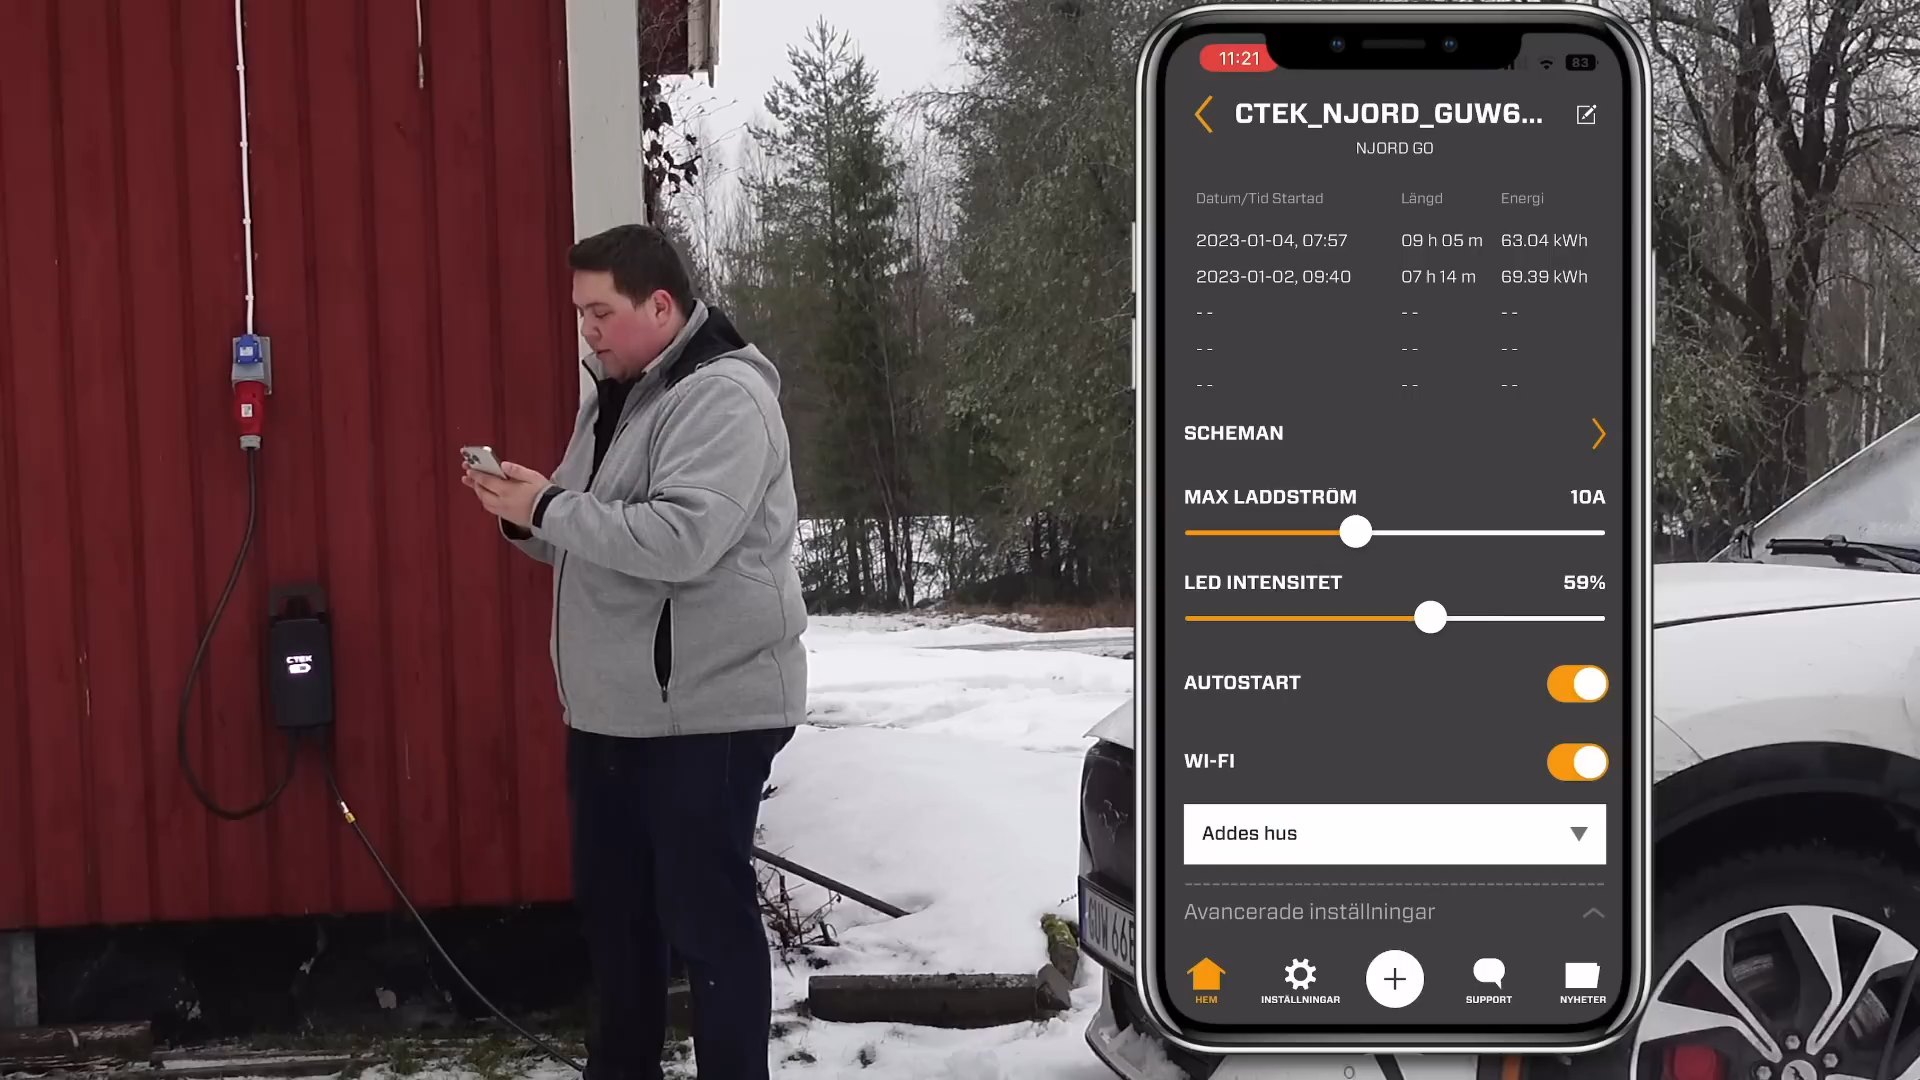 11:21
83
CTEK_NJORD_GUW6...
NJORD GO
Datum/Tid Startad Längd Energi
2023-01-04, 07:57 09 h 05 m 63.04 kWh
2023-01-02, 09:40 07 h 14 m 69.39 kWh
-- -- --
-- -- --
-- -- --
SCHEMAN
MAX LADDSTRÖM 10A
LED INTENSITET 59%
AUTOSTART
WI-FI
Addes hus
Avancerade inställningar
HEM INSTÄLLNINGAR SUPPORT NYHETER
CTEK